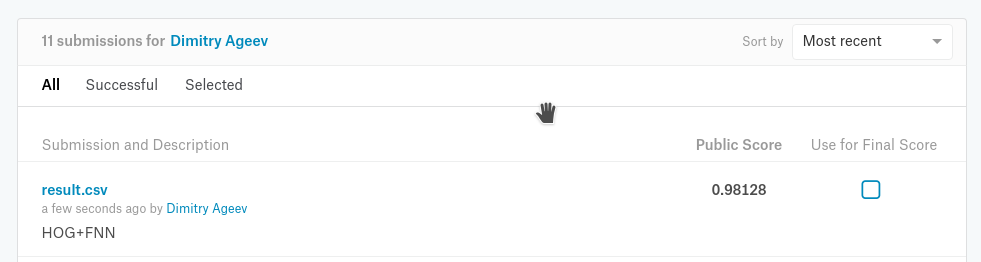 11 submissions for Dimitry Ageev Sort by Most recent
All Successful Selected
Submission and Description Public Score Use for Final Score
result.csv 0.98128
a few seconds ago by Dimitry Ageev
HOG+FNN